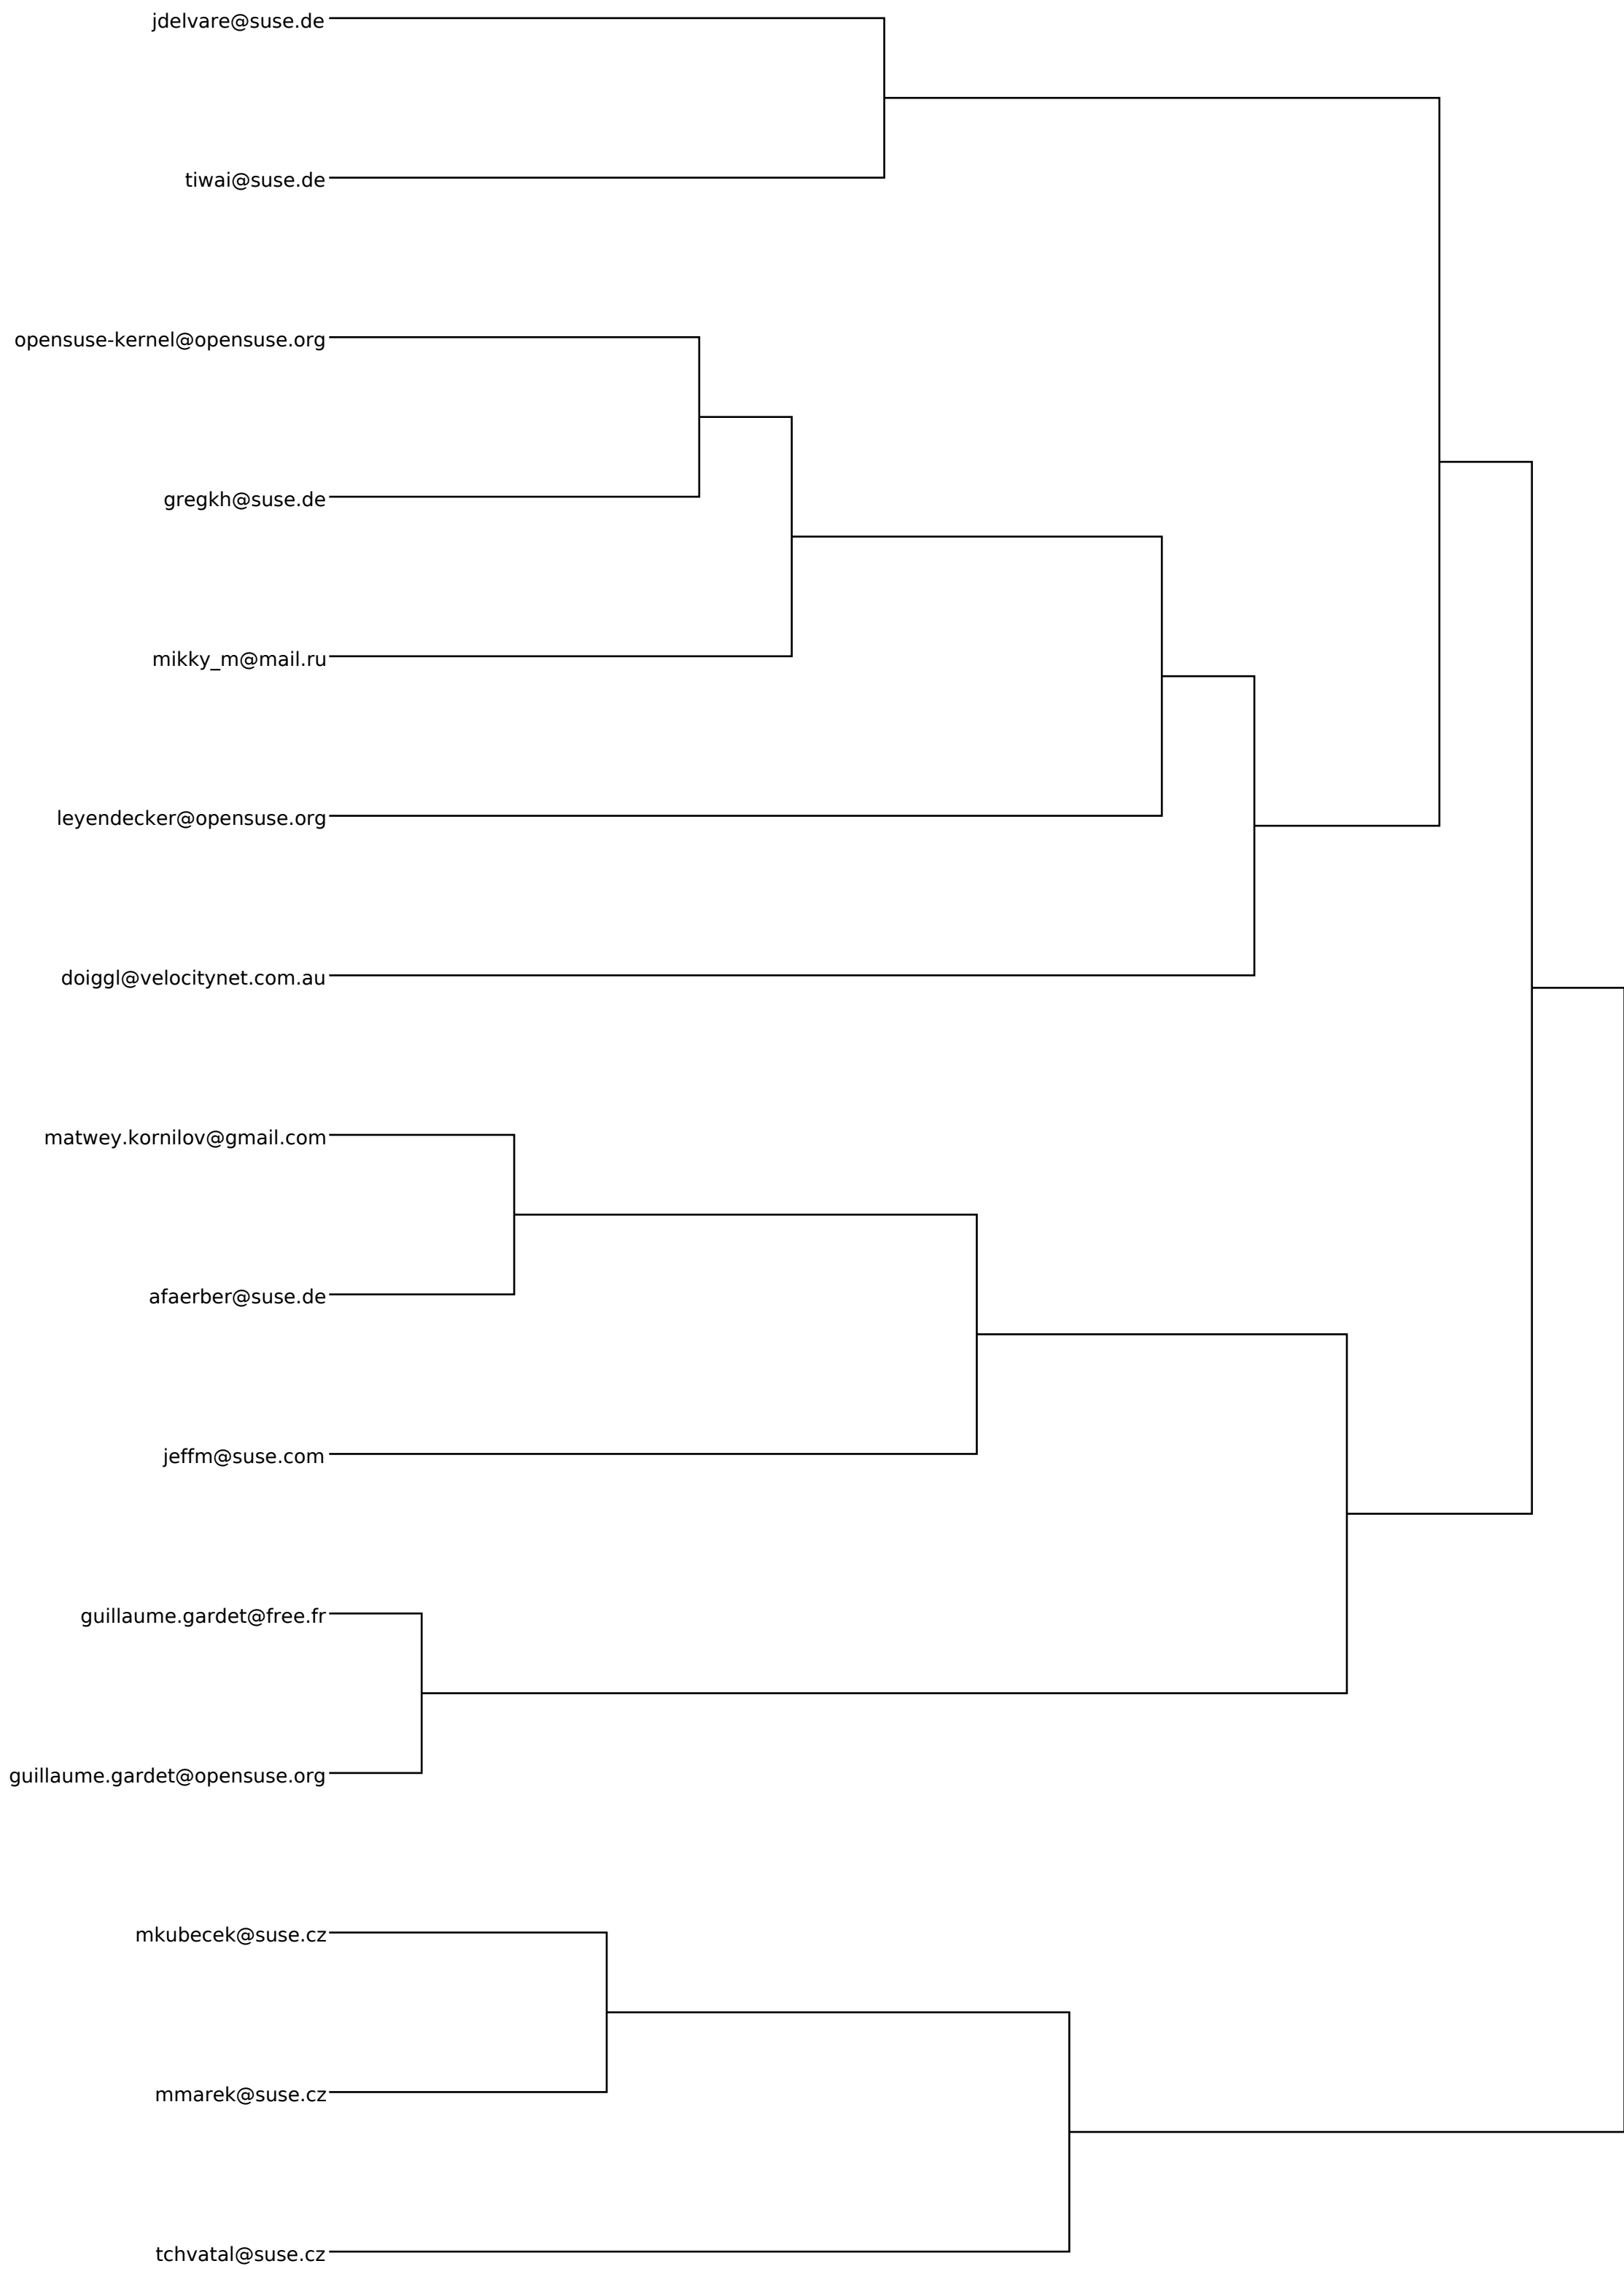 jdelvare@suse.de
tiwai@suse.de
opensuse-kernel@opensuse.org
gregkh@suse.de
mikky_m@mail.ru
leyendecker@opensuse.org
doiggl@velocitynet.com.au
matwey.kornilov@gmail.com
afaerber@suse.de
jeffm@suse.com
guillaume.gardet@free.fr
guillaume.gardet@opensuse.org
mkubecek@suse.cz
mmarek@suse.cz
tchvatal@suse.cz